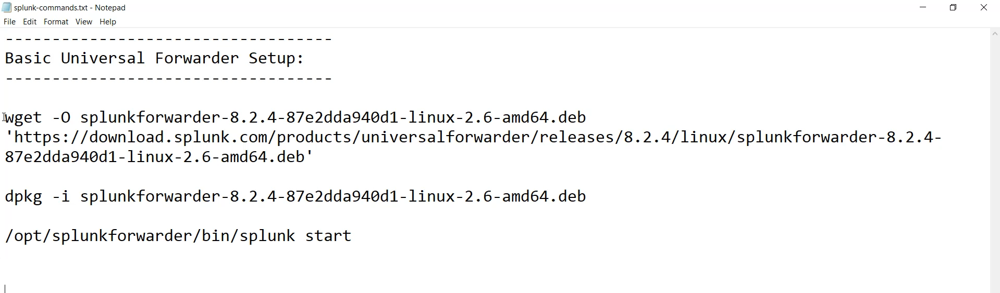 splunk-commands.txt - Notepad
File Edit Format View Help
-----------------------------------
Basic Universal Forwarder Setup:
-----------------------------------
wget -O splunkforwarder-8.2.4-87e2dda940d1-linux-2.6-amd64.deb
'https://download.splunk.com/products/universalforwarder/releases/8.2.4/linux/splunkforwarder-8.2.4-
87e2dda940d1-linux-2.6-amd64.deb'
dpkg -i splunkforwarder-8.2.4-87e2dda940d1-linux-2.6-amd64.deb
/opt/splunkforwarder/bin/splunk start